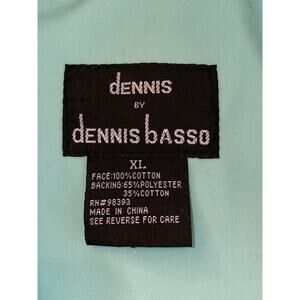 dENNIS
BY
dENNIS bASSO
XL
FACE:100%COTTON
BACKING:65%POLYESTER
35%COTTON
RN#98393
MADE IN CHINA
SEE REVERSE FOR CARE